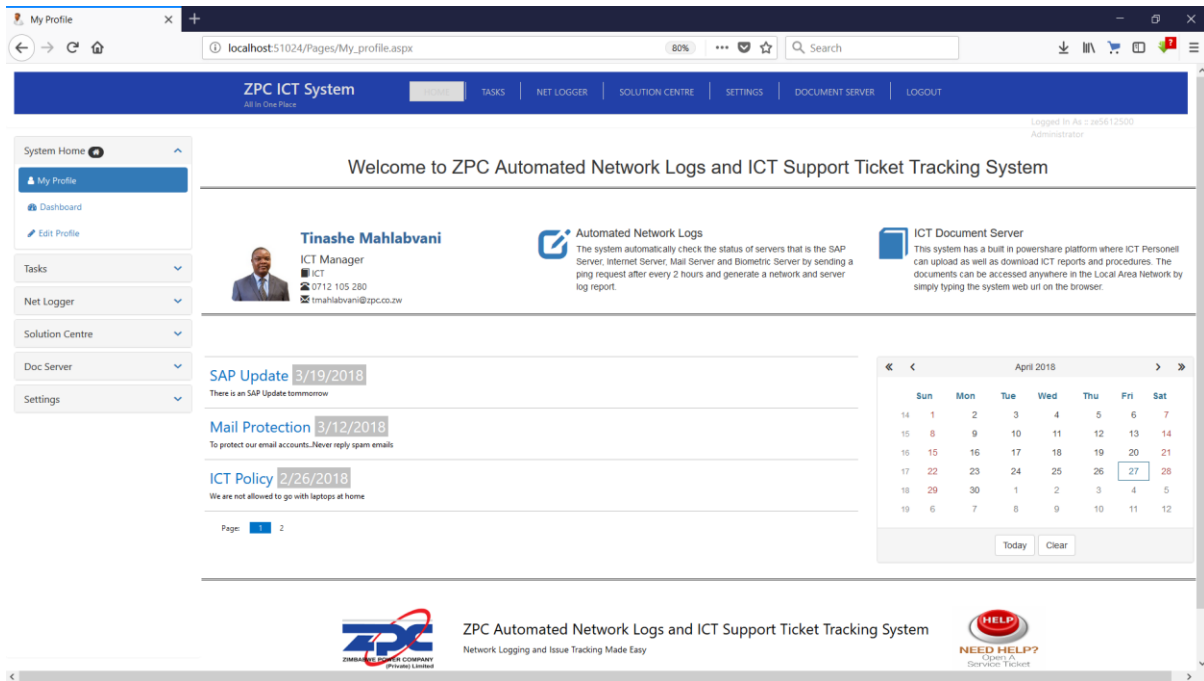 My Profile
localhost:51024/Pages/My_profile.aspx
80%
Search
ZPC ICT System
All In One Place
HOME
TASKS
NET LOGGER
SOLUTION CENTRE
SETTINGS
DOCUMENT SERVER
LOGOUT
Logged In As : ze5612500
Administrator
System Home
My Profile
Dashboard
Edit Profile
Tasks
Net Logger
Solution Centre
Doc Server
Settings
Welcome to ZPC Automated Network Logs and ICT Support Ticket Tracking System
Tinashe Mahlabvani
ICT Manager
ICT
0712 105 280
tmahlabvani@zpc.co.zw
Automated Network Logs
The system automatically check the status of servers that is the SAP
Server, Internet Server, Mail Server and Biometric Server by sending a
ping request after every 2 hours and generate a network and server
log report.
ICT Document Server
This system has a built in powershare platform where ICT Personell
can upload as well as download ICT reports and procedures. The
documents can be accessed anywhere in the Local Area Network by
simply typing the system web url on the browser.
SAP Update 3/19/2018
There is an SAP Update tommorrow
Mail Protection 3/12/2018
To protect our email accounts..Never reply spam emails
ICT Policy 2/26/2018
We are not allowed to go with laptops at home
Page: 1 2
April 2018
Sun Mon Tue Wed Thu Fri Sat
14 1 2 3 4 5 6 7
15 8 9 10 11 12 13 14
16 15 16 17 18 19 20 21
17 22 23 24 25 26 27 28
18 29 30 1 2 3 4 5
19 6 7 8 9 10 11 12
Today Clear
ZPC
ZIMBABWE POWER COMPANY
(Private) Limited
ZPC Automated Network Logs and ICT Support Ticket Tracking System
Network Logging and Issue Tracking Made Easy
HELP
NEED HELP?
Open A
Service Ticket